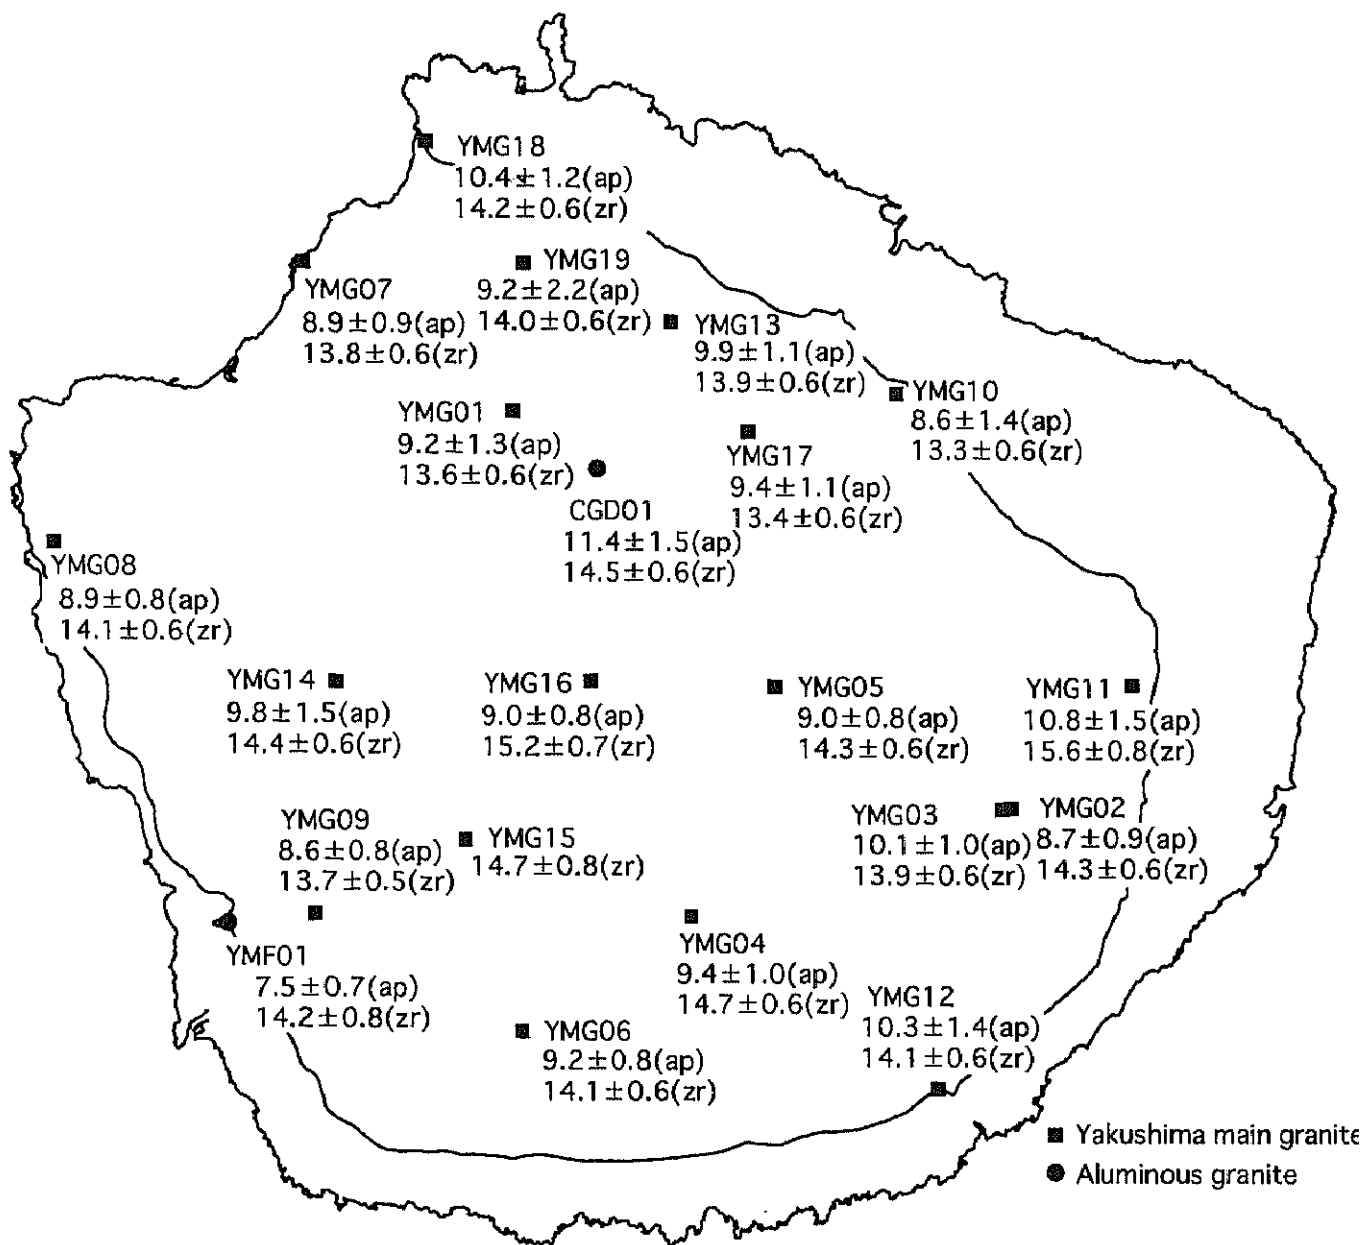 YMG18
10.4±1.2(ap)
14.2±0.6(zr)
YMG19
9.2±2.2(ap)
14.0±0.6(zr)
YMG07
8.9±0.9(ap)
13.8±0.6(zr)
YMG13
9.9±1.1(ap)
13.9±0.6(zr)
YMG10
8.6±1.4(ap)
13.3±0.6(zr)
YMG01
9.2±1.3(ap)
13.6±0.6(zr)
YMG17
9.4±1.1(ap)
13.4±0.6(zr)
CGD01
11.4±1.5(ap)
14.5±0.6(zr)
YMG08
8.9±0.8(ap)
14.1±0.6(zr)
YMG14
9.8±1.5(ap)
14.4±0.6(zr)
YMG16
9.0±0.8(ap)
15.2±0.7(zr)
YMG05
9.0±0.8(ap)
14.3±0.6(zr)
YMG11
10.8±1.5(ap)
15.6±0.8(zr)
YMG09
8.6±0.8(ap)
13.7±0.5(zr)
YMG15
14.7±0.8(zr)
YMG03
10.1±1.0(ap)
13.9±0.6(zr)
YMG02
8.7±0.9(ap)
14.3±0.6(zr)
YMF01
7.5±0.7(ap)
14.2±0.8(zr)
YMG04
9.4±1.0(ap)
14.7±0.6(zr)
YMG12
10.3±1.4(ap)
14.1±0.6(zr)
YMG06
9.2±0.8(ap)
14.1±0.6(zr)
Yakushima main granite
Aluminous granite